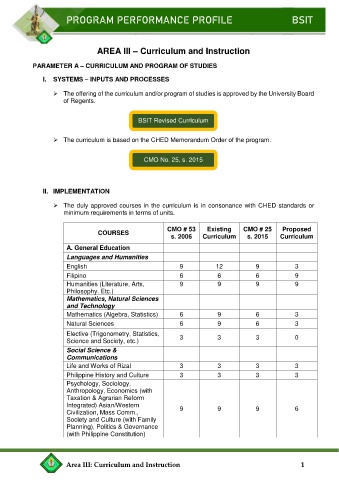 PROGRAM PERFORMANCE PROFILE BSIT
AREA III – Curriculum and Instruction
PARAMETER A – CURRICULUM AND PROGRAM OF STUDIES
I. SYSTEMS – INPUTS AND PROCESSES
➢ The offering of the curriculum and/or program of studies is approved by the University Board
of Regents.
BSIT Revised Curriculum
➢ The curriculum is based on the CHED Memorandum Order of the program.
CMO No. 25, s. 2015
II. IMPLEMENTATION
➢ The duly approved courses in the curriculum is in consonance with CHED standards or
minimum requirements in terms of units.
COURSES CMO # 53 s. 2006 Existing Curriculum CMO # 25 s. 2015 Proposed Curriculum
A. General Education
Languages and Humanities
English 9 12 9 3
Filipino 6 6 6 9
Humanities (Literature, Arts, 9 9 9 9
Philosophy, Etc.)
Mathematics, Natural Sciences
and Technology
Mathematics (Algebra, Statistics) 6 9 6 3
Natural Sciences 6 9 6 3
Elective (Trigonometry, Statistics,
Science and Society, etc.) 3 3 3 0
Social Science &
Communications
Life and Works of Rizal 3 3 3 3
Philippine History and Culture 3 3 3 3
Psychology, Sociology,
Anthropology, Economics (with
Taxation & Agrarian Reform
Integrated) Asian/Western
Civilization, Mass Comm., 9 9 9 6
Society and Culture (with Family
Planning), Politics & Governance
(with Philippine Constitution)
Area III: Curriculum and Instruction 1